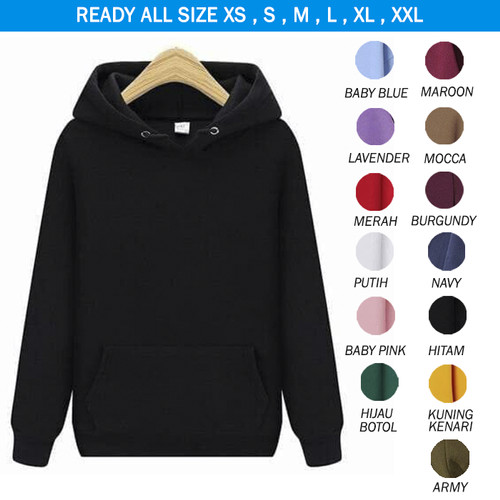 READY ALL SIZE XS , S , M , L , XL , XXL
BABY BLUE
MAROON
LAVENDER
MOCCA
MERAH
BURGUNDY
PUTIH
NAVY
BABY PINK
HITAM
HIJAU
BOTOL
KUNING
KENARI
ARMY